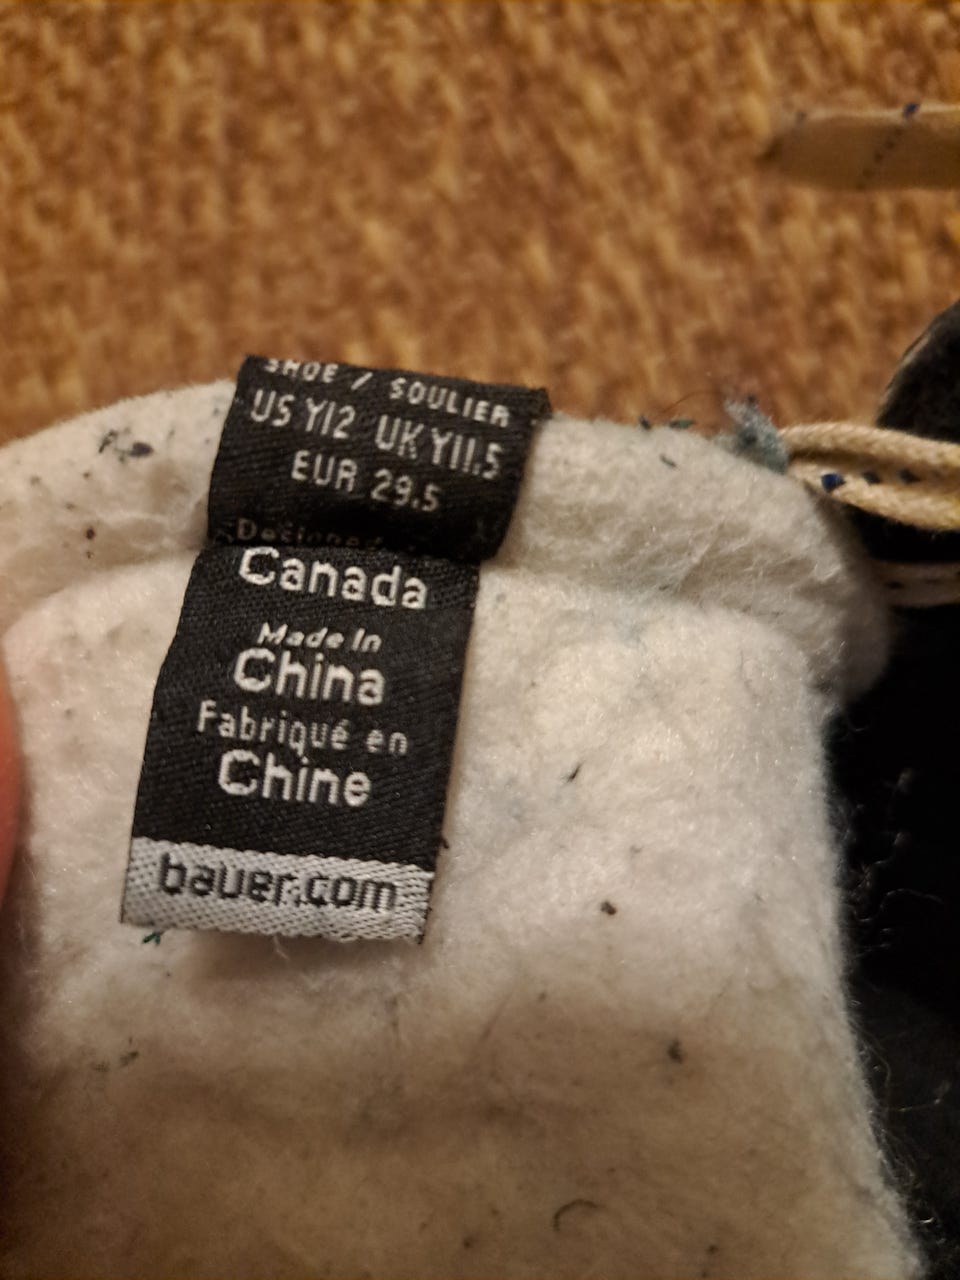 SHOE / SOULIER
US Y12 UK Y11.5
EUR 29.5
Designed
Canada
Made In
China
Fabriqué en
Chine
bauer.com